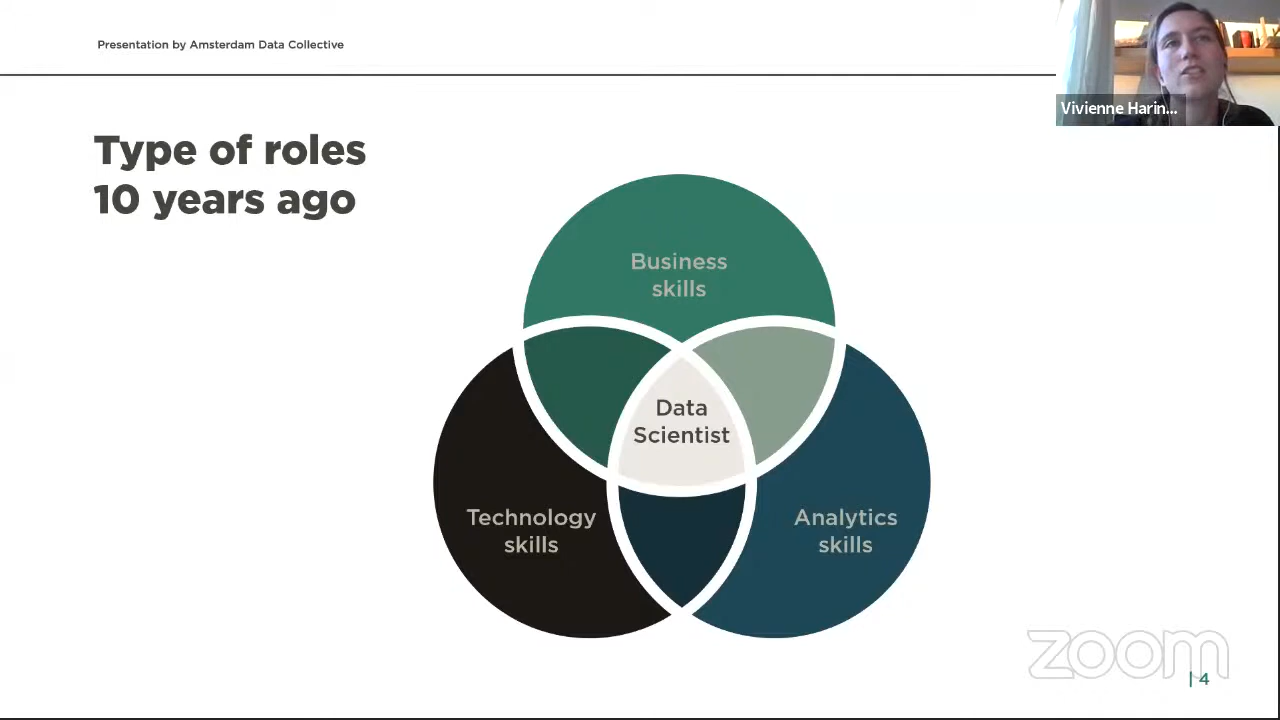 Presentation by Amsterdam Data Collective
Vivienne Harin...
Type of roles
10 years ago
Business
skills
Data
Scientist
Technology
skills
Analytics
skills
zoom
| 4